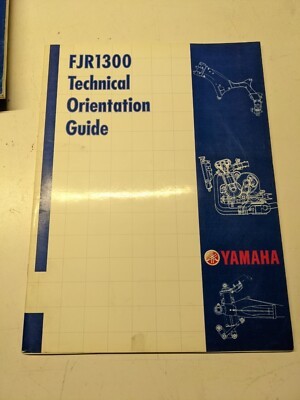 FJR1300
Technical
Orientation
Guide
YAMAHA